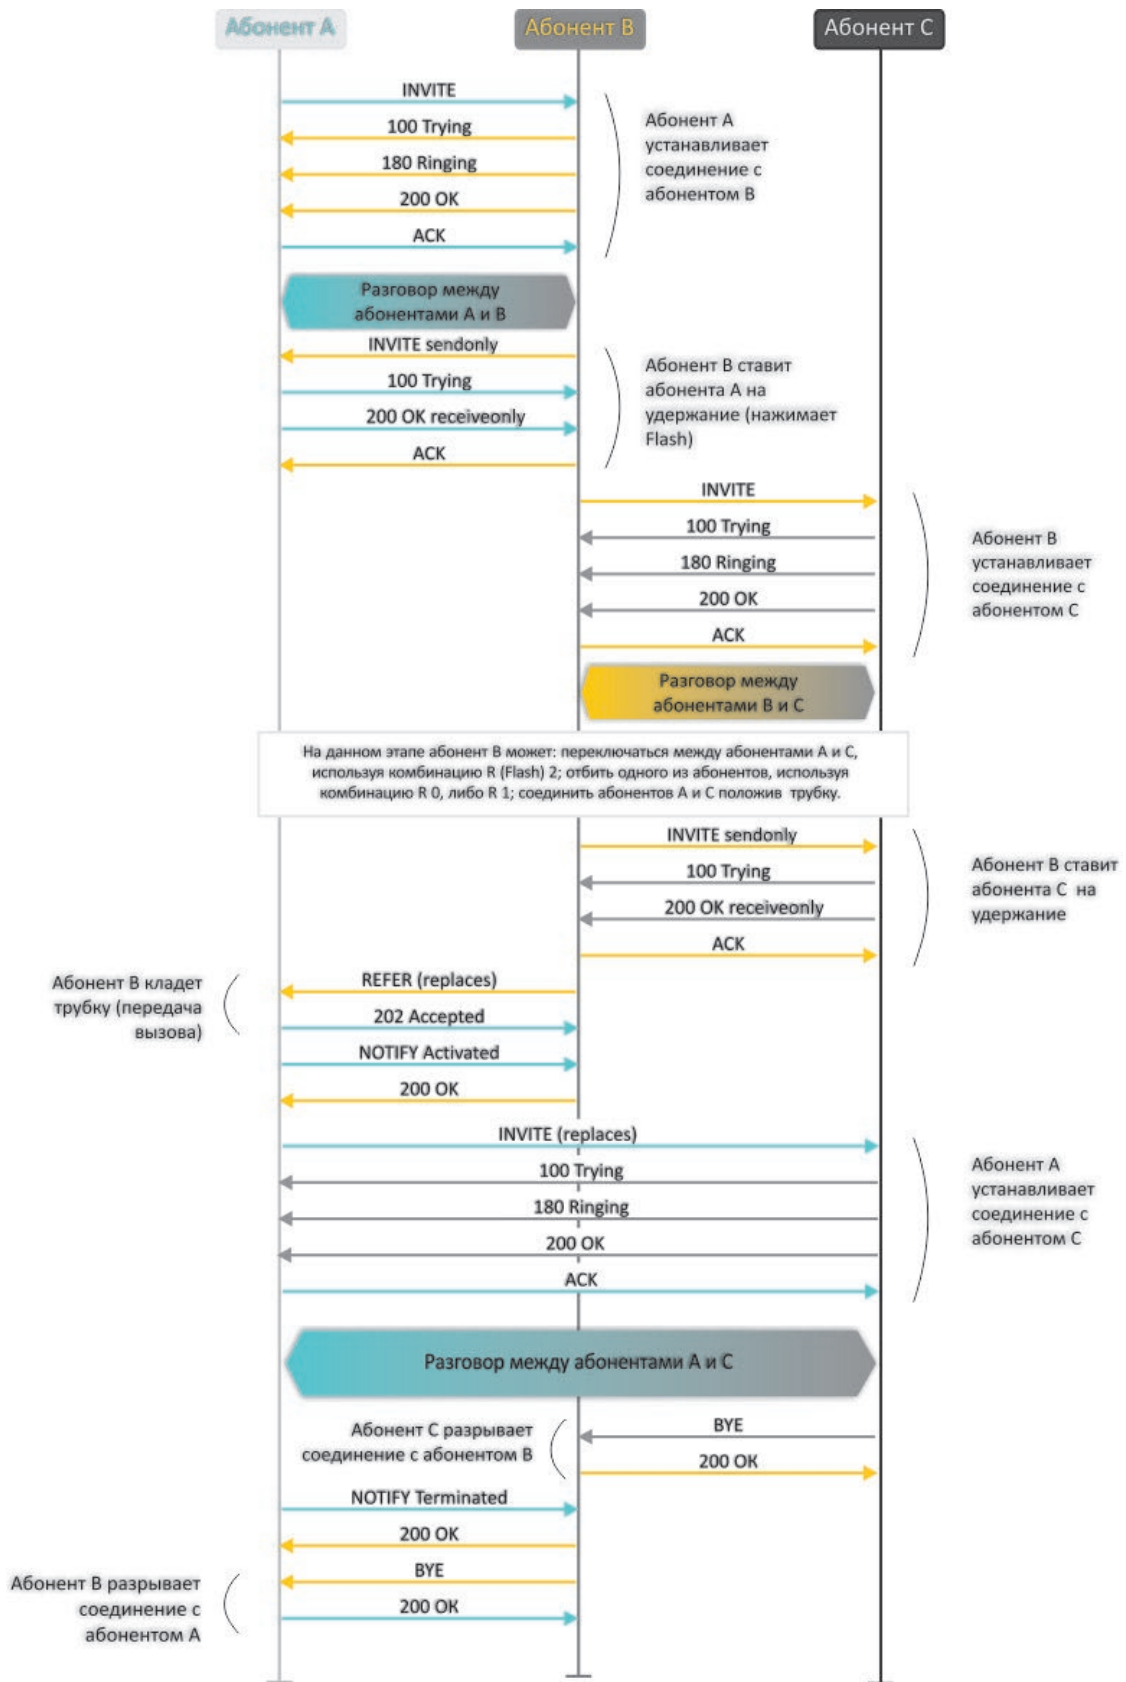 Абонент А
Абонент В
Абонент С
INVITE
100 Trying
180 Ringing
200 OK
ACK
Абонент А
устанавливает
соединение с
абонентом В
Разговор между
абонентами А и В
INVITE sendonly
100 Trying
200 OK receiveonly
ACK
Абонент В ставит
абонента А на
удержание (нажимает
Flash)
INVITE
100 Trying
180 Ringing
200 OK
ACK
Абонент В
устанавливает
соединение с
абонентом С
Разговор между
абонентами В и С
На данном этапе абонент В может: переключаться между абонентами А и С,
используя комбинацию R (Flash) 2; отбить одного из абонентов, используя
комбинацию R 0, либо R 1; соединить абонентов А и С положив трубку.
INVITE sendonly
100 Trying
200 OK receiveonly
ACK
Абонент В ставит
абонента С на
удержание
Абонент В кладет
трубку (передача
вызова)
REFER (replaces)
202 Accepted
NOTIFY Activated
200 OK
INVITE (replaces)
100 Trying
180 Ringing
200 OK
ACK
Абонент А
устанавливает
соединение с
абонентом С
Разговор между абонентами А и С
Абонент С разрывает
соединение с абонентом В
BYE
200 OK
NOTIFY Terminated
200 OK
BYE
200 OK
Абонент В разрывает
соединение с
абонентом А